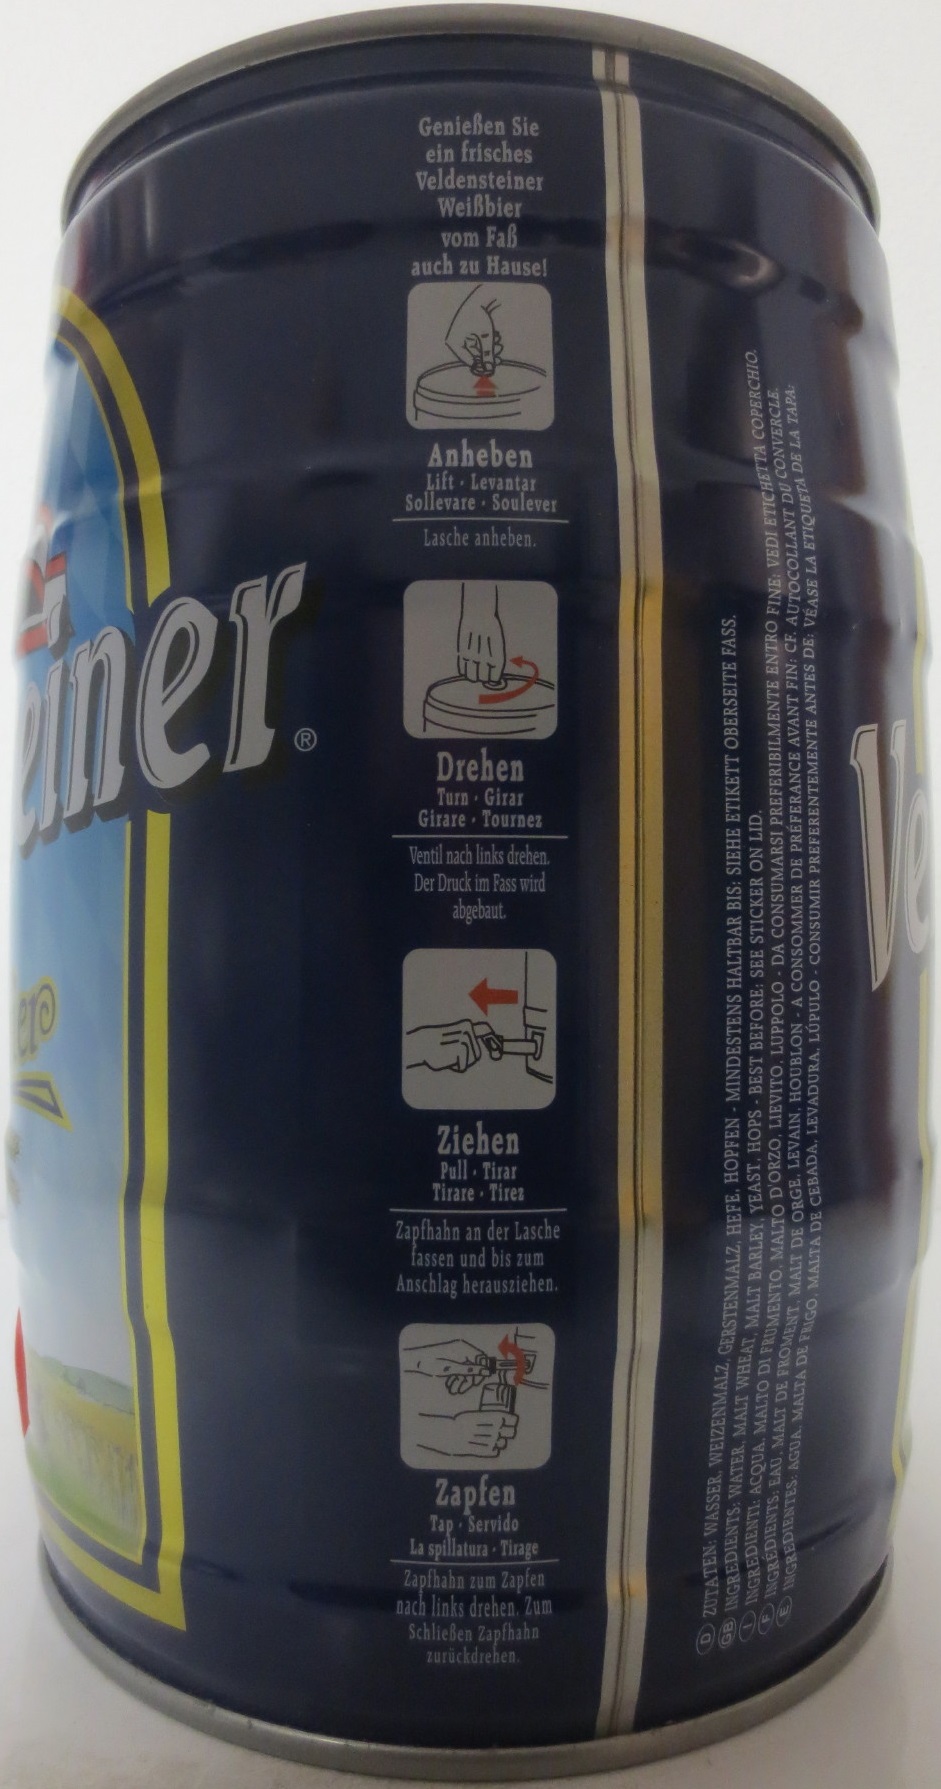 Genießen Sie
ein frisches
Veldensteiner
Weißbier
vom Faß
auch zu Hause!
Anheben
Lift · Levantar
Sollevare · Soulever
Lasche anheben.
Drehen
Turn · Girar
Girare · Tournez
Ventil nach links drehen.
Der Druck im Fass wird
abgebaut.
Ziehen
Pull · Tirar
Tirare · Tirez
Zapfhahn an der Lasche
fassen und bis zum
Anschlag herausziehen.
Zapfen
Tap · Servido
La spillatura · Tirage
Zapfhahn zum Zapfen
nach links drehen. Zum
Schließen Zapfhahn
zurückdrehen.
einer®
er
D ZUTATEN: WASSER, WEIZENMALZ, GERSTENMALZ, HEFE, HOPFEN - MINDESTENS HALTBAR BIS: SIEHE ETIKETT OBERSEITE FASS.
GB INGREDIENTS: WATER, MALT WHEAT, MALT BARLEY, YEAST, HOPS - BEST BEFORE: SEE STICKER ON LID.
I INGREDIENTI: ACQUA, MALTO DI FRUMENTO, MALTO D'ORZO, LIEVITO, LUPPOLO - DA CONSUMARSI PREFERIBILMENTE ENTRO FINE: VEDI ETICHETTA COPERCHIO.
F INGRÉDIENTS: EAU, MALT DE FROMENT, MALT DE ORGE, LEVAIN, HOUBLON - A CONSOMMER DE PRÉFERANCE AVANT FIN: CF. AUTOCOLLANT DU CONVERCLE.
E INGREDIENTES: AGUA, MALTA DE FRIGO, MALTA DE CEBADA, LEVADURA, LÚPULO - CONSUMIR PREFERENTEMENTE ANTES DE: VÉASE LA ETIQUETA DE LA TAPA:
Ve